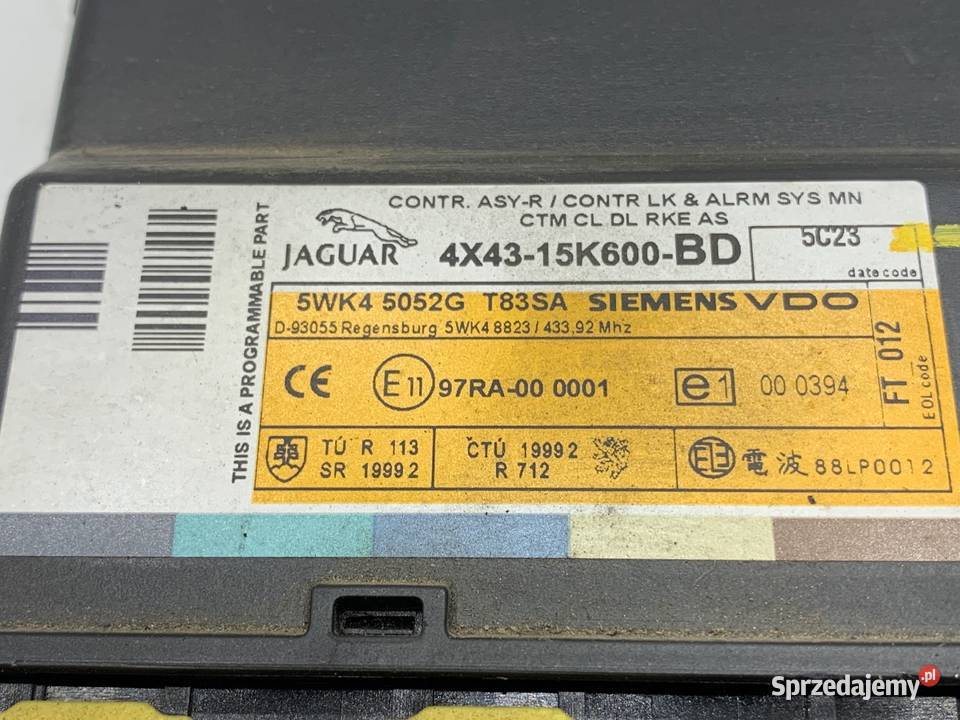 CONTR. ASY-R / CONTR LK & ALRM SYS MN
CTM CL DL RKE AS
JAGUAR
4X43-15K600-BD
5C23
date code
THIS IS A PROGRAMMABLE PART
5WK4 5052G T83SA SIEMENS VDO
D-93055 Regensburg 5WK4 8823 / 433,92 Mhz
CE
E11 97RA-00 0001
e1 00 0394
FT_012
EOL code
TÚ R 113
SR 1999 2
ČTÚ 1999 2
R 712
電波 88LP0012
Sprzedajemy.pl